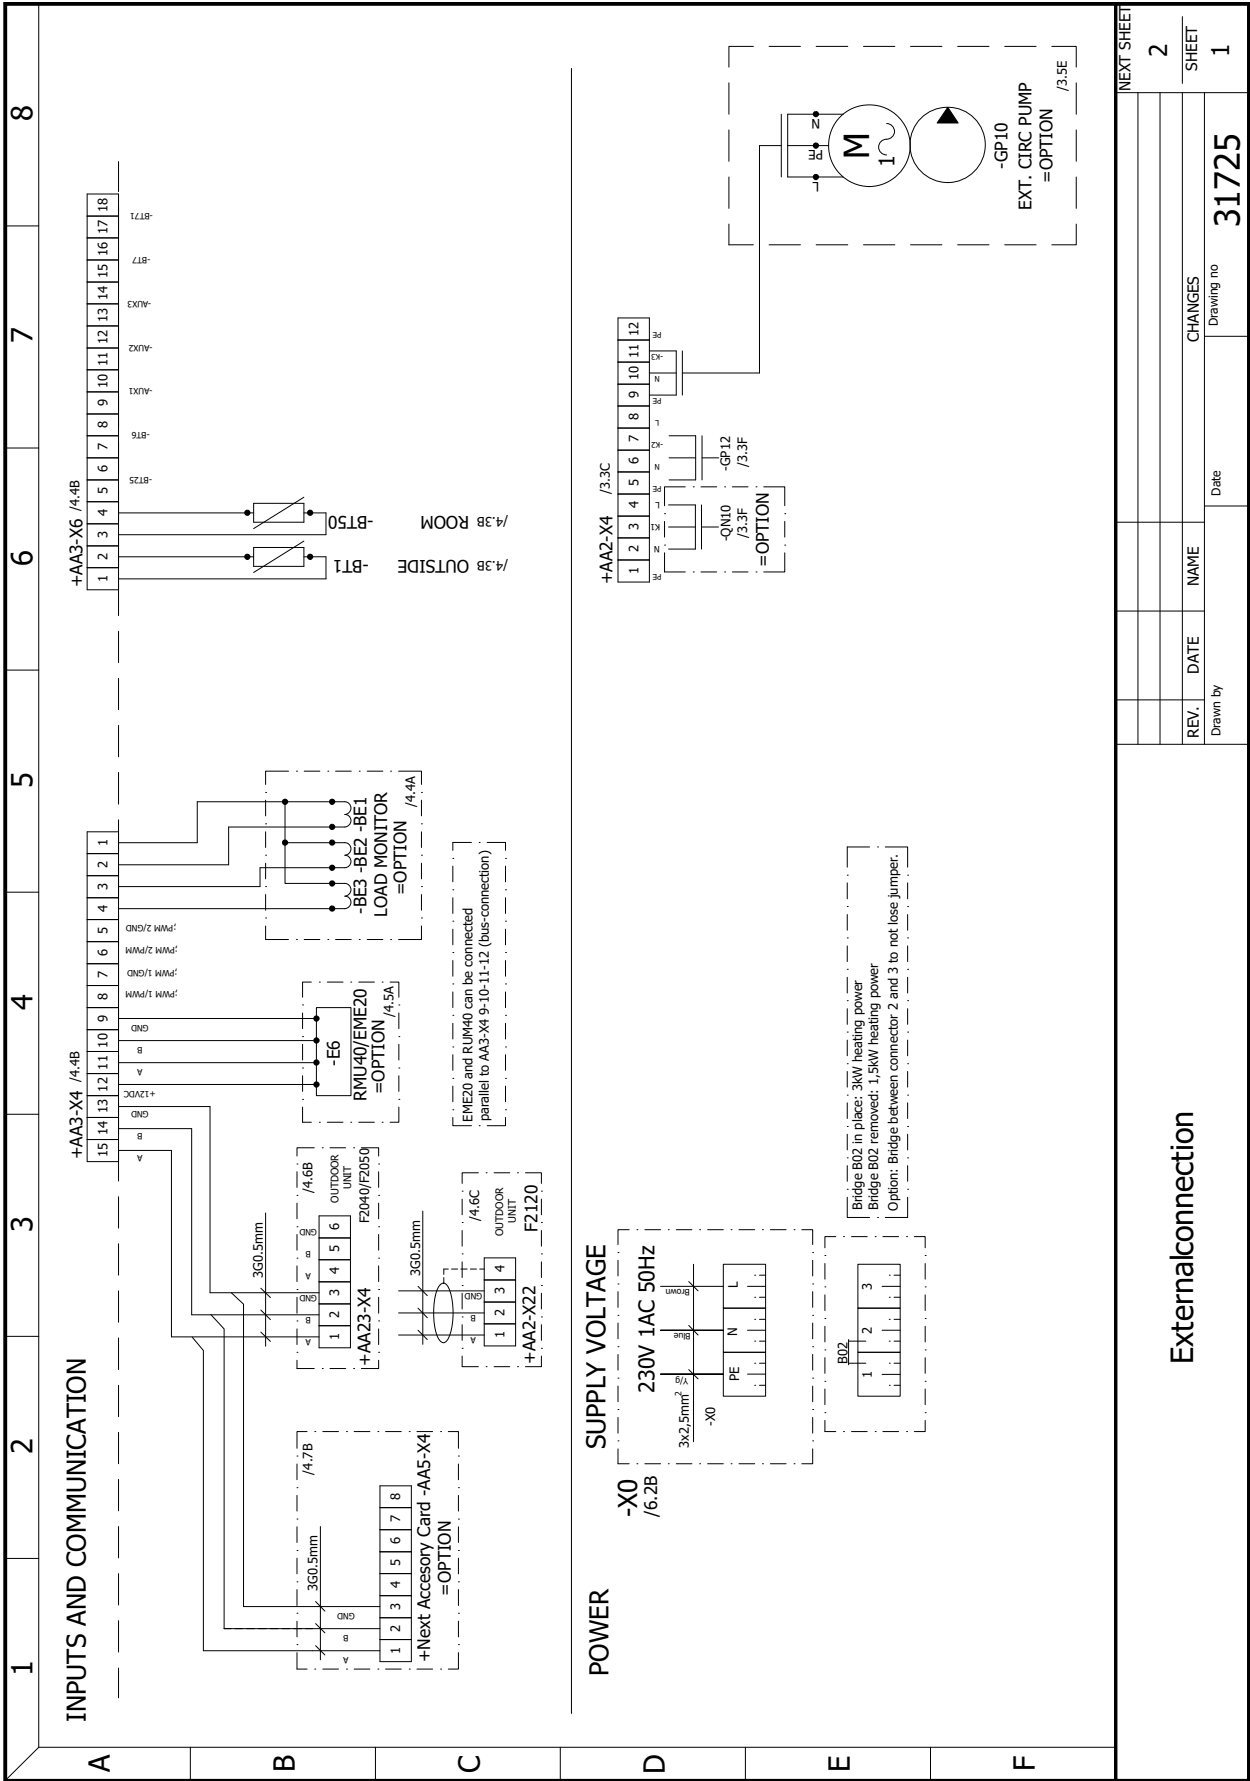 1 2 3 4 5 6 7 8
A
B
C
D
E
F
INPUTS AND COMMUNICATION
+AA3-X4 /4.4B
15 14 13 12 11 10 9 8 7 6 5 4 3 2 1
A
B
GND
+12VDC
A
B
GND
;PWM 1/PWM
;PWM 1/GND
;PWM 2/PWM
;PWM 2/GND
+AA3-X6 /4.4B
1 2 3 4 5 6 7 8 9 10 11 12 13 14 15 16 17 18
-BT25
-BT6
-AUX1
-AUX2
-AUX3
-BT7
-BT71
-BT1 OUTSIDE /4.3B
-BT50 ROOM /4.3B
/4.7B
3G0.5mm
A
B
GND
1 2 3 4 5 6 7 8
+Next Accesory Card -AA5-X4
=OPTION
3G0.5mm
/4.6B
OUTDOOR
UNIT
F2040/F2050
A
B
GND
A
B
GND
1 2 3 4 5 6
+AA23-X4
3G0.5mm
/4.6C
OUTDOOR
UNIT
F2120
A
B
GND
1 2 3 4
+AA2-X22
-E6
RMU40/EME20
=OPTION
/4.5A
-BE3 -BE2 -BE1
LOAD MONITOR
=OPTION
/4.4A
EME20 and RUM40 can be connected
parallel to AA3-X4 9-10-11-12 (bus-connection)
POWER
SUPPLY VOLTAGE
-X0
/6.2B
230V 1AC 50Hz
3x2,5mm²
-X0
Y/g
Blue
Brown
PE N L
B02
1 2 3
Bridge B02 in place: 3kW heating power
Bridge B02 removed: 1,5kW heating power
Option: Bridge between connector 2 and 3 to not lose jumper.
+AA2-X4 /3.3C
1 2 3 4 5 6 7 8 9 10 11 12
PE
N
K1
L
PE
N
-K2
L
PE
N
-K3
PE
-QN10
/3.3F
=OPTION
-GP12
/3.3F
L PE N
M
1
-GP10
EXT. CIRC PUMP
=OPTION
/3.5E
Externalconnection
REV. DATE NAME CHANGES
Drawn by
Date
Drawing no
31725
NEXT SHEET
2
SHEET
1